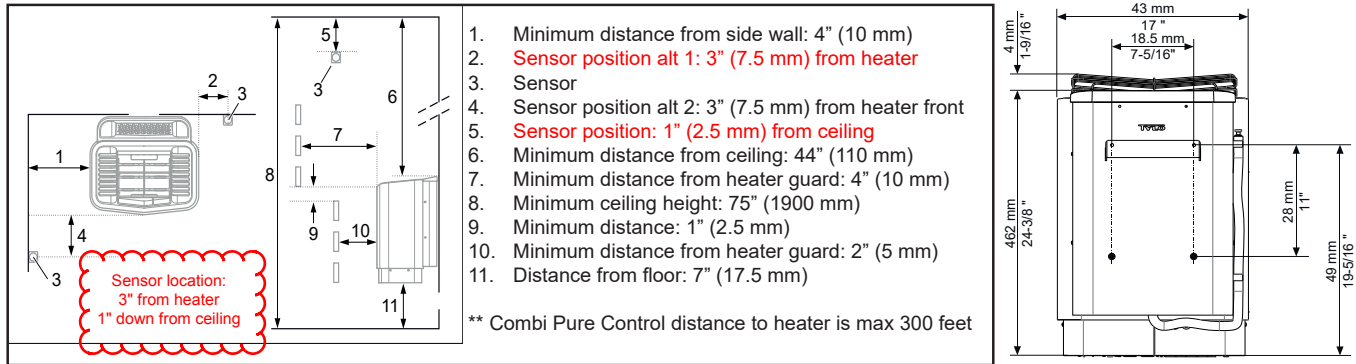 1
2
3
4
3
Sensor location:
3" from heater
1" down from ceiling
5
3
6
7
8
9
10
11
1. Minimum distance from side wall: 4” (10 mm)
2. Sensor position alt 1: 3” (7.5 mm) from heater
3. Sensor
4. Sensor position alt 2: 3” (7.5 mm) from heater front
5. Sensor position: 1” (2.5 mm) from ceiling
6. Minimum distance from ceiling: 44” (110 mm)
7. Minimum distance from heater guard: 4” (10 mm)
8. Minimum ceiling height: 75” (1900 mm)
9. Minimum distance: 1” (2.5 mm)
10. Minimum distance from heater guard: 2” (5 mm)
11. Distance from floor: 7” (17.5 mm)
** Combi Pure Control distance to heater is max 300 feet
43 mm
17 "
18.5 mm
7-5/16"
4 mm
1-9/16 "
TYLÖ
462 mm
24-3/8 "
28 mm
11"
49 mm
19-5/16 "